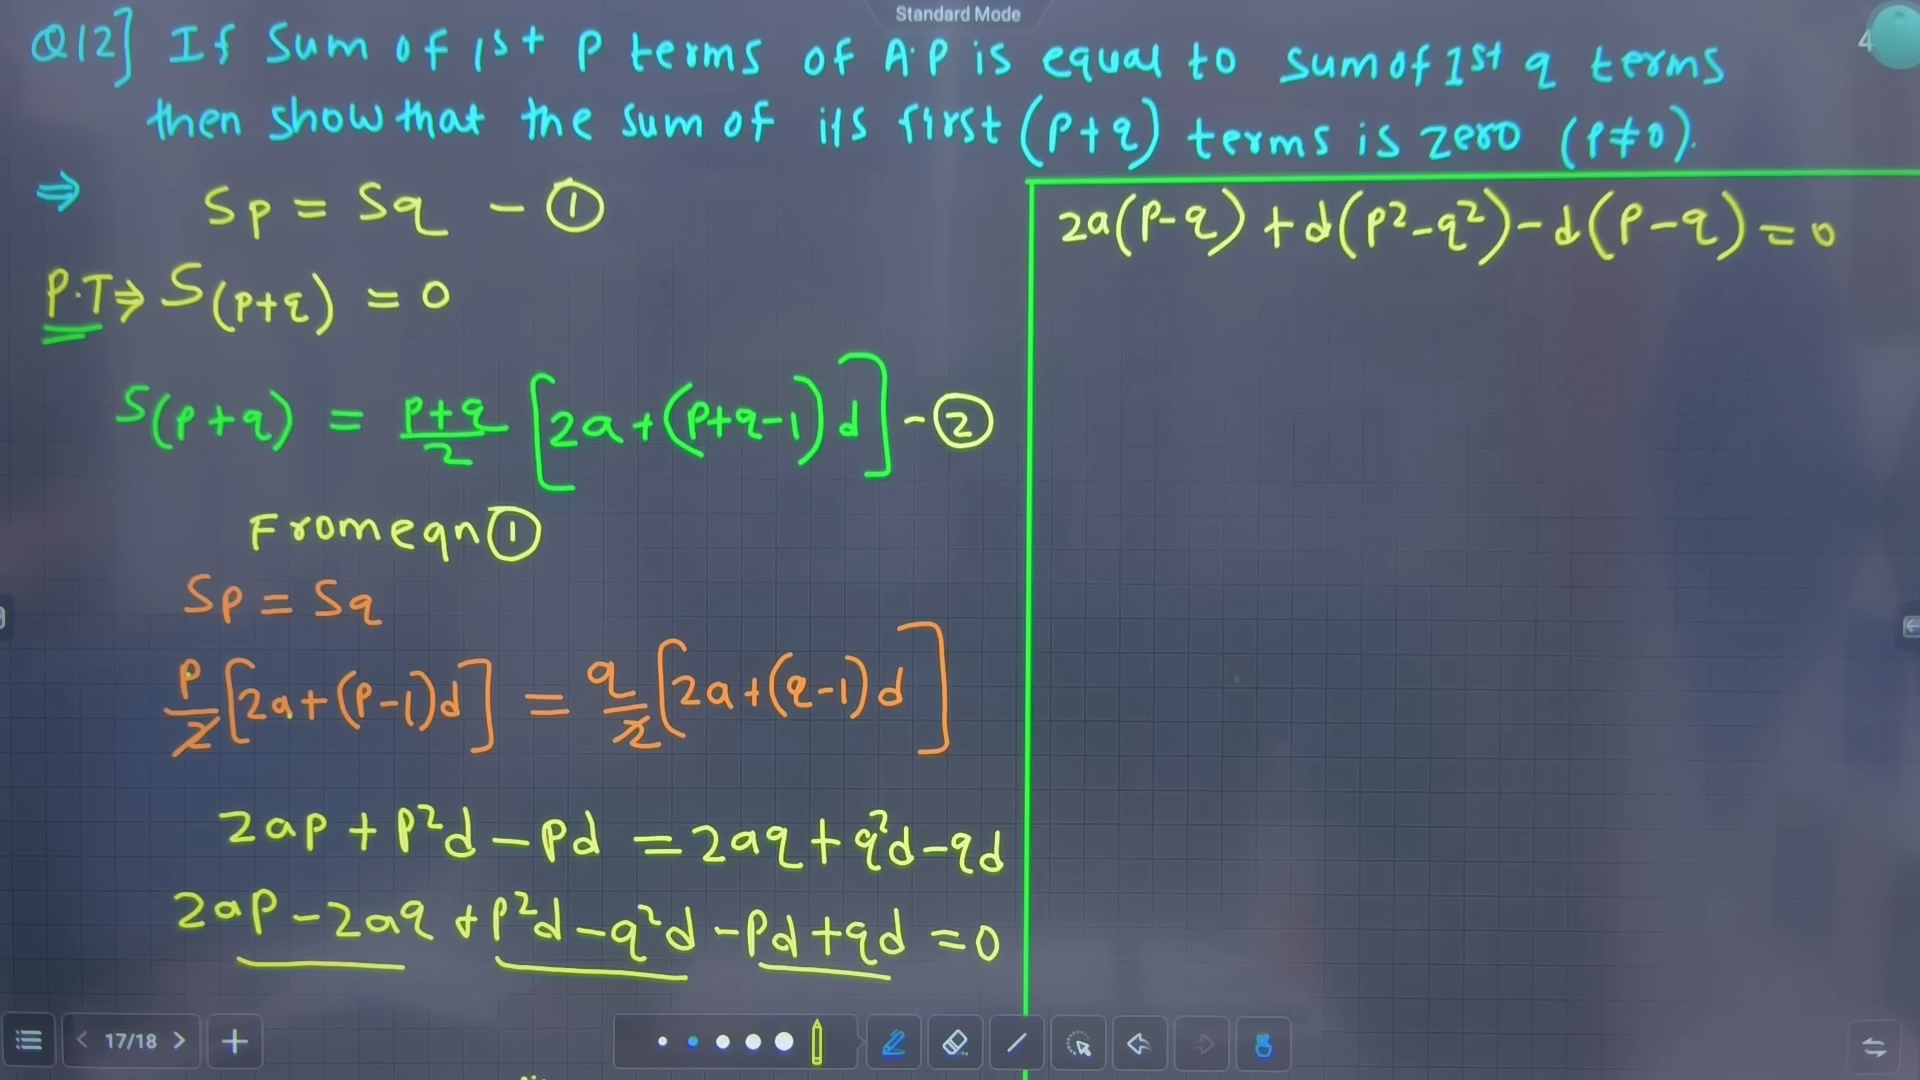 Standard Mode
4
Q12] If Sum of 1st P terms of A.P is equal to sum of 1st q terms
then show that the sum of its first (P+q) terms is zero (P≠0).
⇒ Sp = Sq - ①
P.T ⇒ S(P+q) = 0
S(P+q) = P+q/2 [2a+(P+q-1)d] - ②
From eqn ①
Sp = Sq
P/2 [2a+(P-1)d] = q/2 [2a+(q-1)d]
2ap + P²d - Pd = 2aq + q²d - qd
2ap - 2aq + P²d - q²d - Pd + qd = 0
2a(P-q) + d(P²-q²) - d(P-q) = 0
17/18